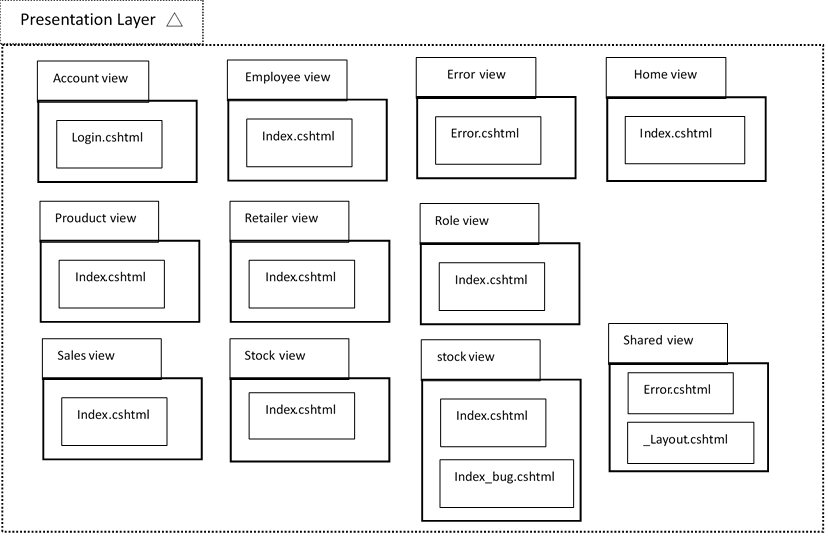 Presentation Layer
Account view
Login.cshtml
Employee view
Index.cshtml
Error view
Error.cshtml
Home view
Index.cshtml
Prouduct view
Index.cshtml
Retailer view
Index.cshtml
Role view
Index.cshtml
Sales view
Index.cshtml
Stock view
Index.cshtml
stock view
Index.cshtml
Index_bug.cshtml
Shared view
Error.cshtml
_Layout.cshtml